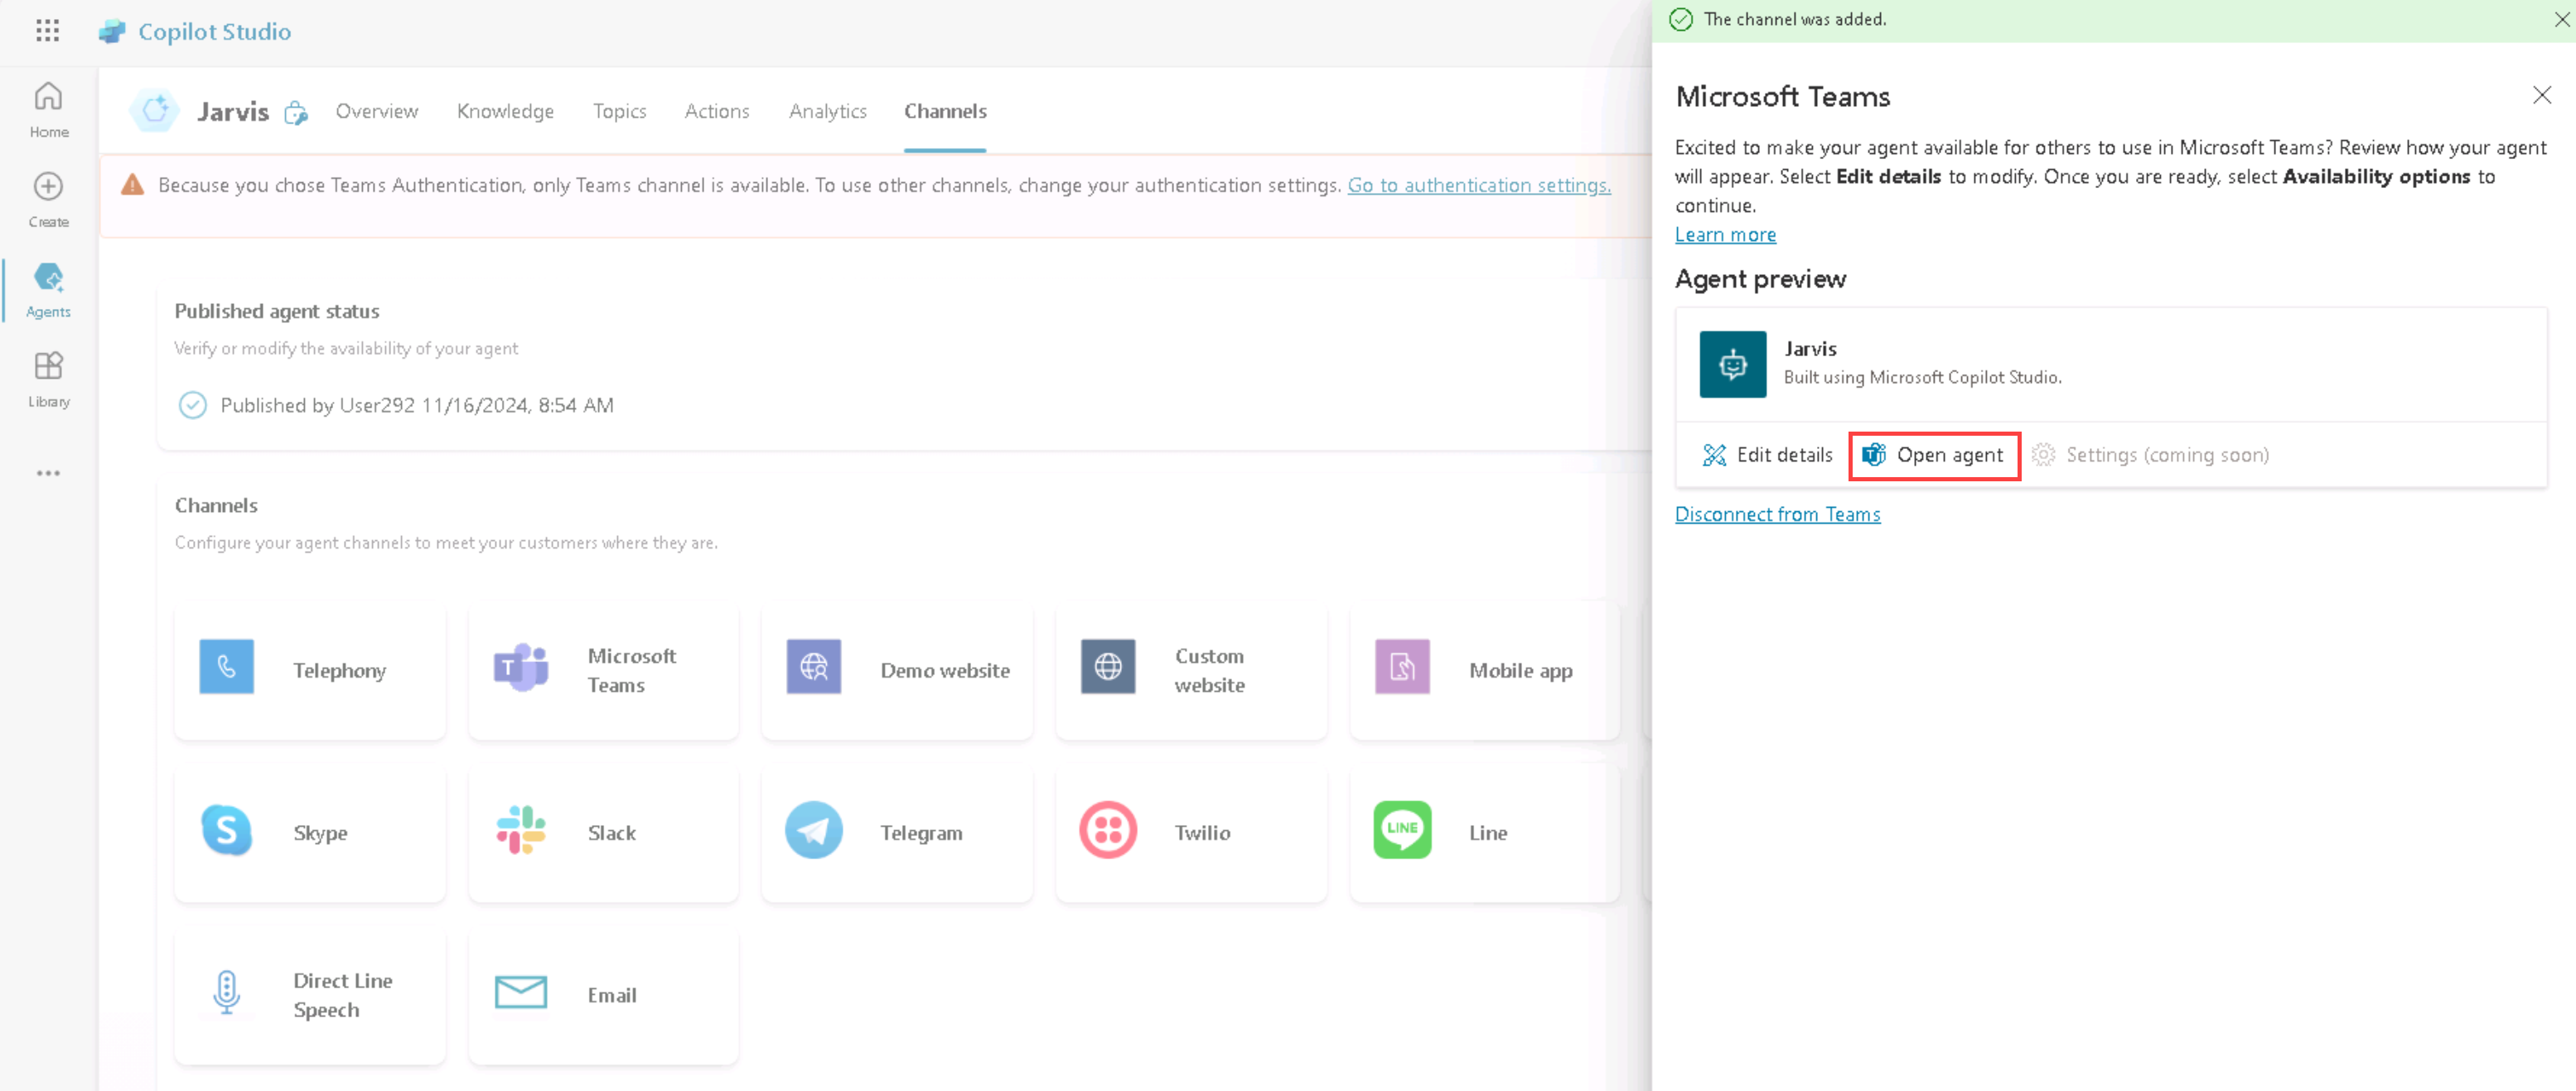 Copilot Studio
The channel was added.
Home
Create
Agents
Library
Jarvis
Overview
Knowledge
Topics
Actions
Analytics
Channels
Because you chose Teams Authentication, only Teams channel is available. To use other channels, change your authentication settings. Go to authentication settings.
Published agent status
Verify or modify the availability of your agent
Published by User292 11/16/2024, 8:54 AM
Channels
Configure your agent channels to meet your customers where they are.
Telephony
T
Microsoft
Teams
Demo website
Custom
website
Mobile app
S
Skype
Slack
Telegram
Twilio
LINE
Line
Direct Line
Speech
Email
Microsoft Teams
Excited to make your agent available for others to use in Microsoft Teams? Review how your agent
will appear. Select Edit details to modify. Once you are ready, select Availability options to
continue.
Learn more
Agent preview
Jarvis
Built using Microsoft Copilot Studio.
Edit details
T
Open agent
Settings (coming soon)
Disconnect from Teams